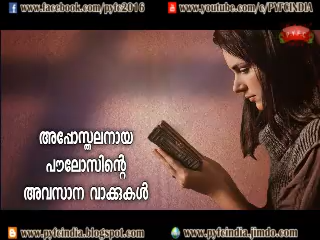 www.facebook.com/pyfc2016
www.youtube.com/c/PYFCINDIA
അപ്പോസ്തലനായ
പൗലോസിന്റെ
അവസാന വാക്കുകൾ
www.pyfcindia.blogspot.com
www.pyfcindia.jimdo.com